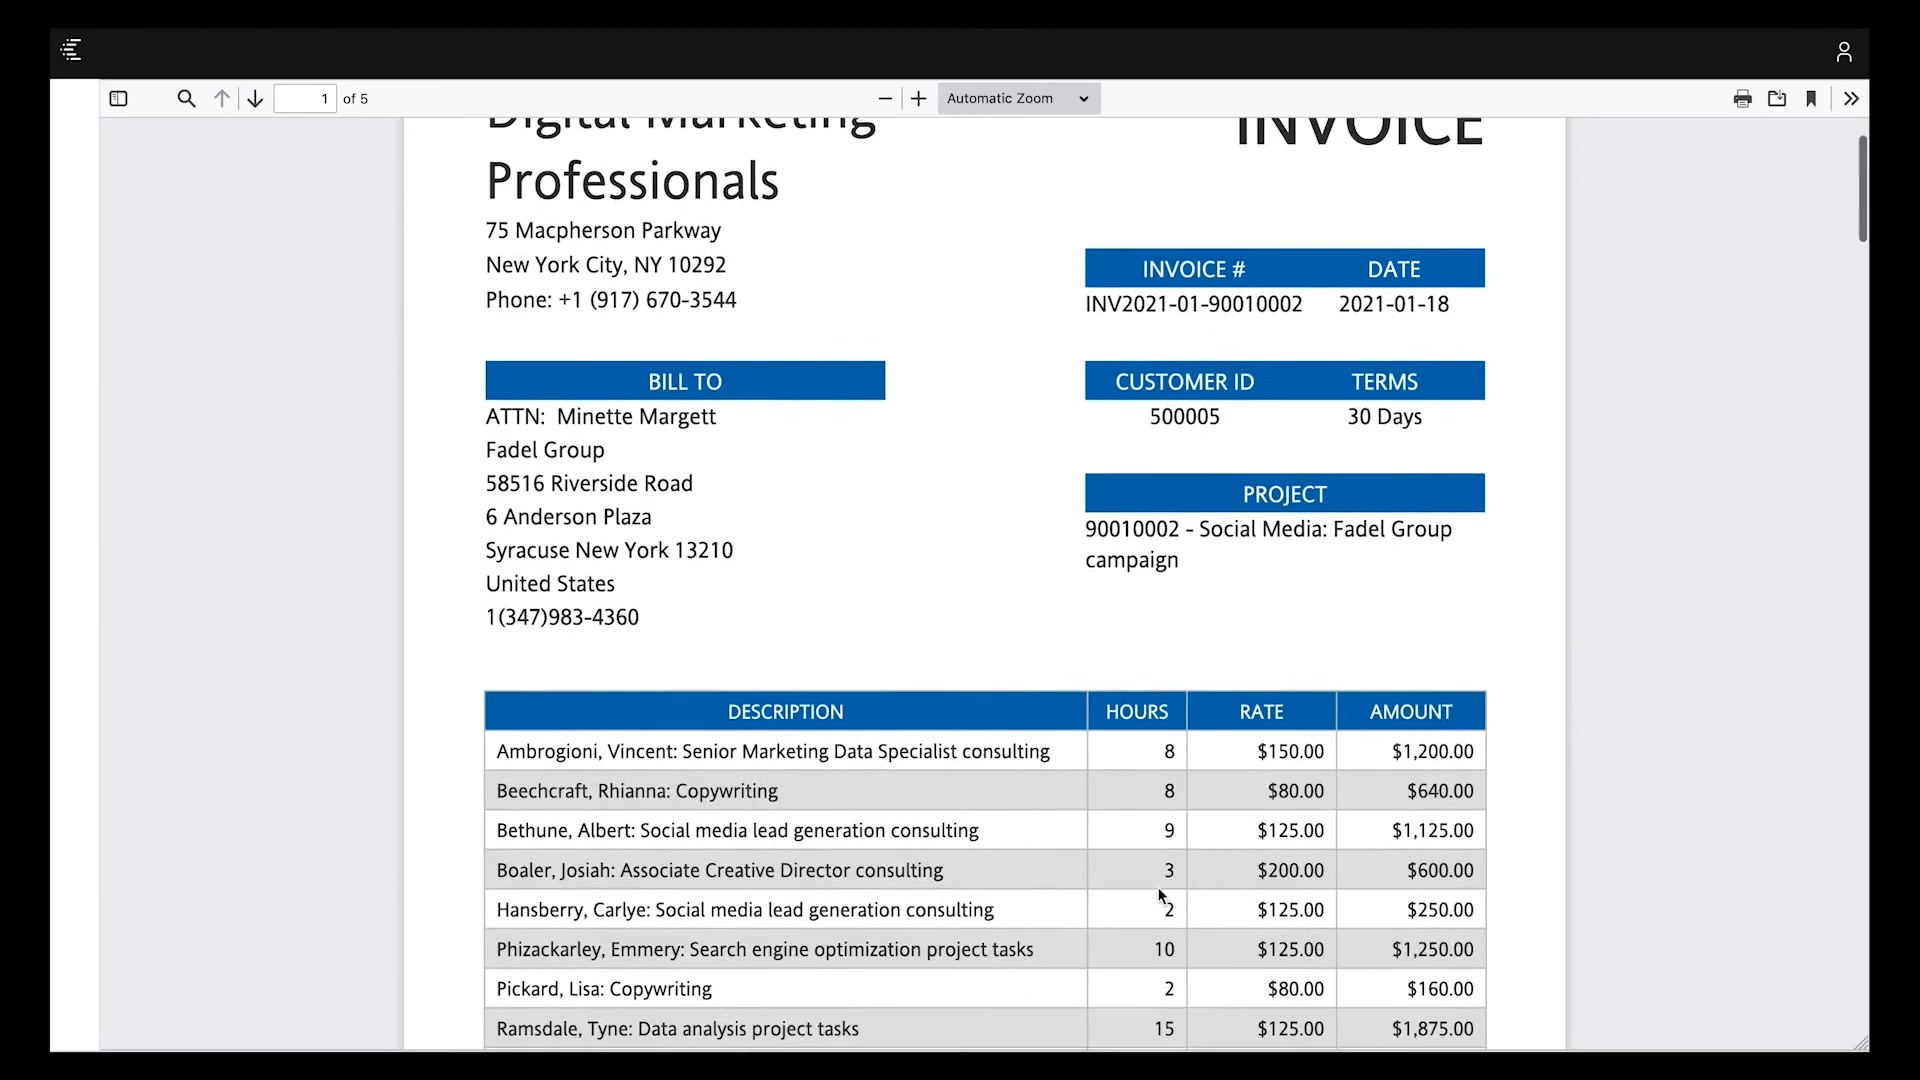 1 of 5 Automatic Zoom
Digital Marketing
Professionals
INVOICE
75 Macpherson Parkway
New York City, NY 10292
Phone: +1 (917) 670-3544
INVOICE # DATE
INV2021-01-90010002 2021-01-18
BILL TO
ATTN: Minette Margett
Fadel Group
58516 Riverside Road
6 Anderson Plaza
Syracuse New York 13210
United States
1(347)983-4360
CUSTOMER ID TERMS
500005 30 Days
PROJECT
90010002 - Social Media: Fadel Group
campaign
DESCRIPTION HOURS RATE AMOUNT
Ambrogioni, Vincent: Senior Marketing Data Specialist consulting 8 $150.00 $1,200.00
Beechcraft, Rhianna: Copywriting 8 $80.00 $640.00
Bethune, Albert: Social media lead generation consulting 9 $125.00 $1,125.00
Boaler, Josiah: Associate Creative Director consulting 3 $200.00 $600.00
Hansberry, Carlye: Social media lead generation consulting 2 $125.00 $250.00
Phizackarley, Emmery: Search engine optimization project tasks 10 $125.00 $1,250.00
Pickard, Lisa: Copywriting 2 $80.00 $160.00
Ramsdale, Tyne: Data analysis project tasks 15 $125.00 $1,875.00